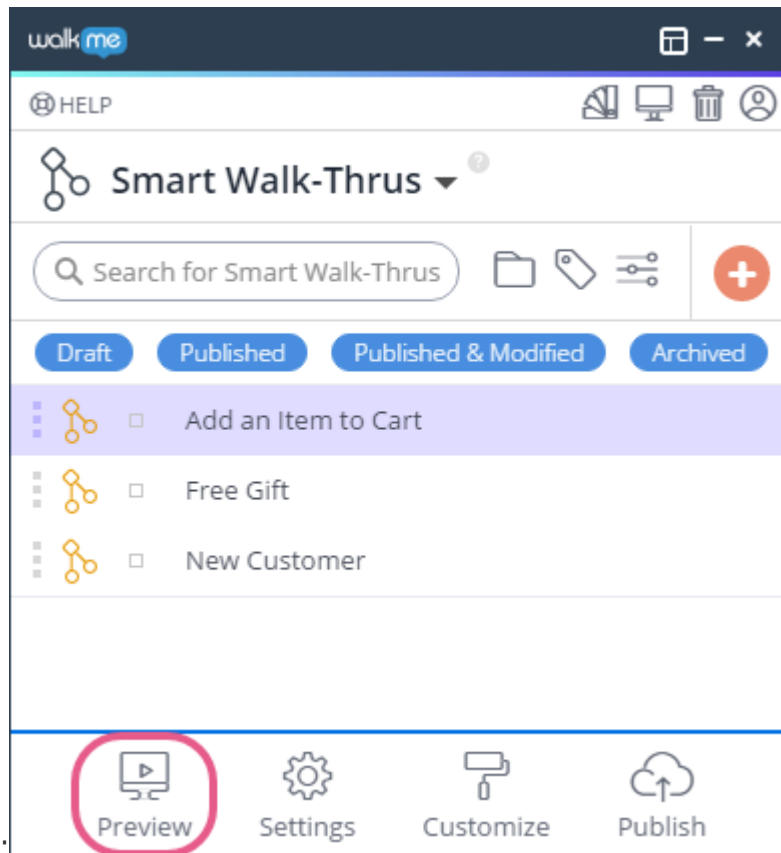 walkme
HELP
Smart Walk-Thrus ?
Search for Smart Walk-Thrus
Draft Published Published & Modified Archived
Add an Item to Cart
Free Gift
New Customer
Preview Settings Customize Publish
.